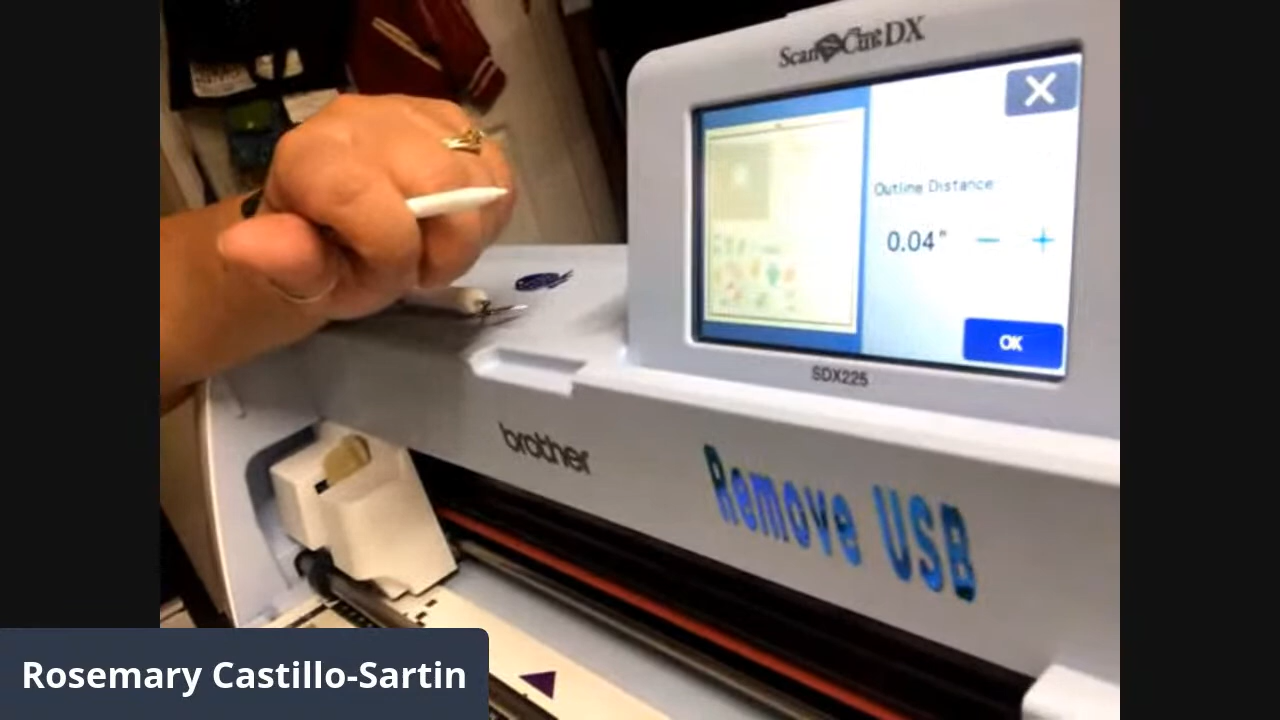 ScanNCut DX
Outline Distance
0.04" - +
OK
SDX225
brother
Remove USB
Rosemary Castillo-Sartin